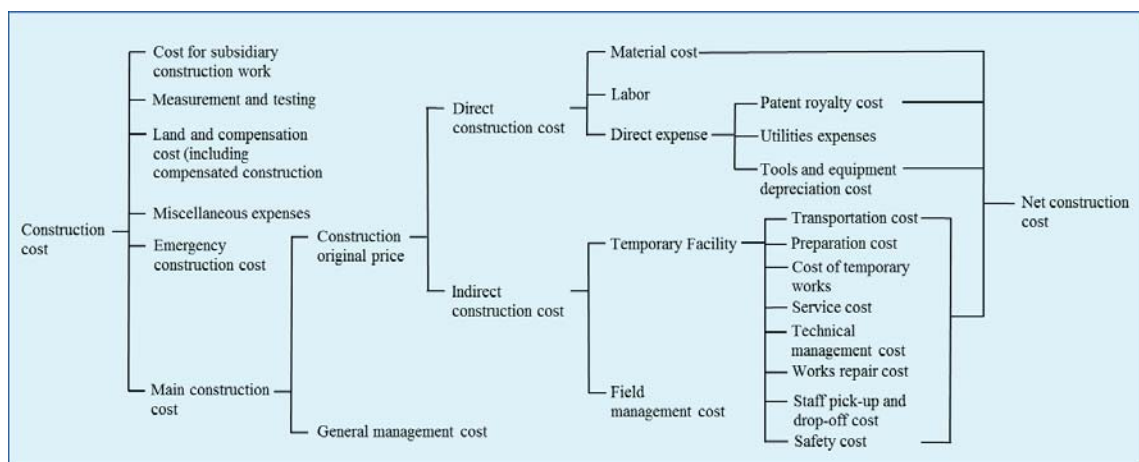 Construction
cost
Cost for subsidiary
construction work
Measurement and testing
Land and compensation
cost (including
compensated construction
Miscellaneous expenses
Emergency
construction cost
Main construction
cost
Construction
original price
General management cost
Direct
construction cost
Indirect
construction cost
Material cost
Labor
Direct expense
Temporary Facility
Field
management cost
Patent royalty cost
Utilities expenses
Tools and equipment
depreciation cost
Transportation cost
Preparation cost
Cost of temporary
works
Service cost
Technical
management cost
Works repair cost
Staff pick-up and
drop-off cost
Safety cost
Net construction
cost